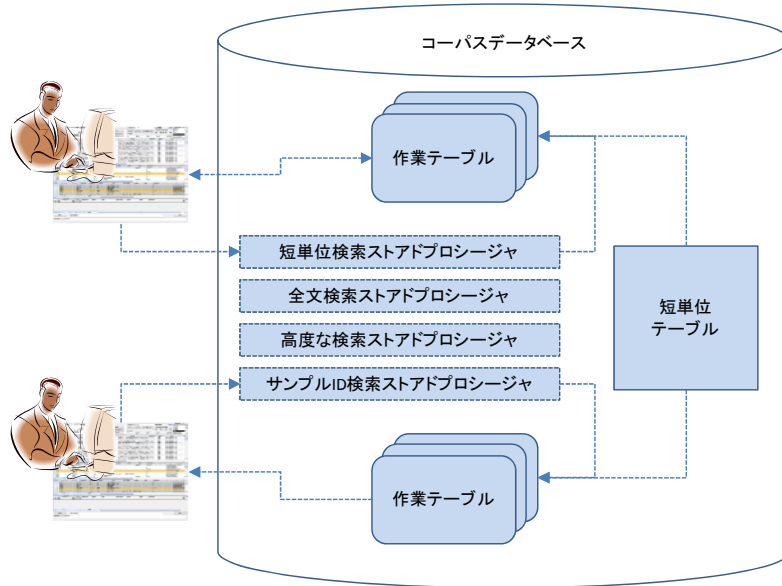 コーパスデータベース
作業テーブル
短単位検索ストアドプロシージャ
全文検索ストアドプロシージャ
高度な検索ストアドプロシージャ
サンプルID検索ストアドプロシージャ
短単位
テーブル
作業テーブル